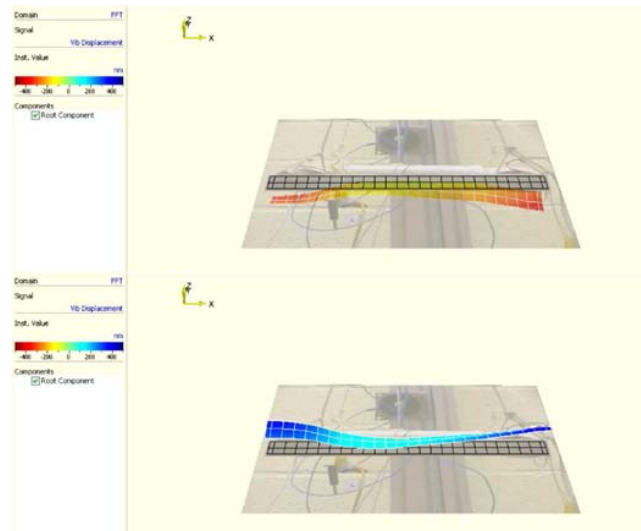 Domain FFT
Signal
Vib Displacement
Inst. Value
nm
-400 -200 0 200 400
Components
Root Component
Z
X
Domain FFT
Signal
Vib Displacement
Inst. Value
nm
-400 -200 0 200 400
Components
Root Component
Z
X